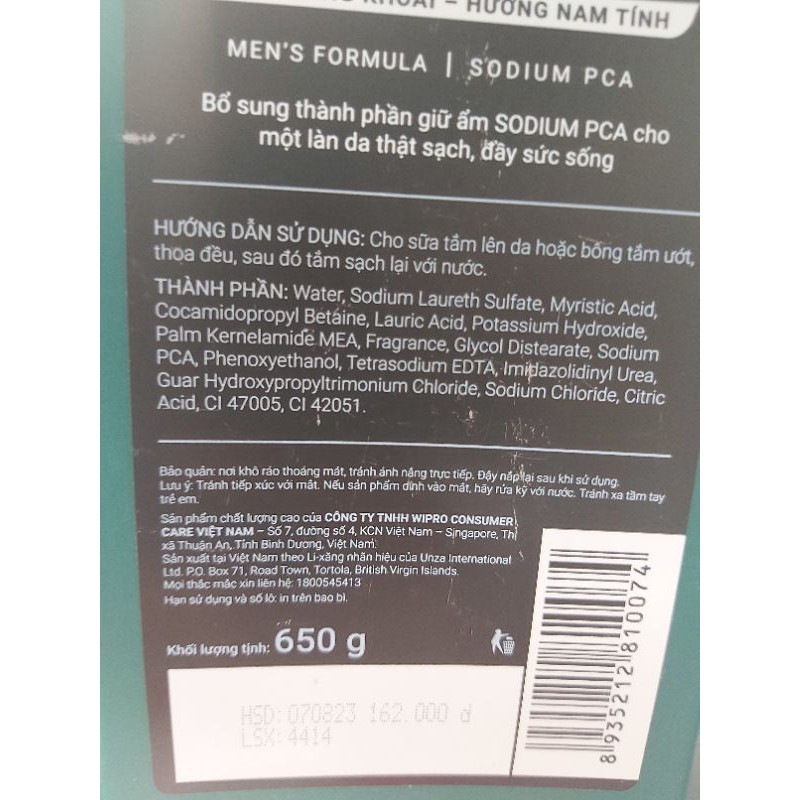 KHOÁI – HƯƠNG NAM TÍNH
MEN'S FORMULA | SODIUM PCA
Bổ sung thành phần giữ ẩm SODIUM PCA cho
một làn da thật sạch, đầy sức sống
HƯỚNG DẪN SỬ DỤNG: Cho sữa tắm lên da hoặc bông tắm ướt,
thoa đều, sau đó tắm sạch lại với nước.
THÀNH PHẦN: Water, Sodium Laureth Sulfate, Myristic Acid,
Cocamidopropyl Betaine, Lauric Acid, Potassium Hydroxide,
Palm Kernelamide MEA, Fragrance, Glycol Distearate, Sodium
PCA, Phenoxyethanol, Tetrasodium EDTA, Imidazolidinyl Urea,
Guar Hydroxypropyltrimonium Chloride, Sodium Chloride, Citric
Acid, CI 47005, CI 42051.
Bảo quản: nơi khô ráo thoáng mát, tránh ánh nắng trực tiếp. Đậy nắp lại sau khi sử dụng.
Lưu ý: Tránh tiếp xúc với mắt. Nếu sản phẩm dính vào mắt, hãy rửa kỹ với nước. Tránh xa tầm tay
trẻ em.
Sản phẩm chất lượng cao của CÔNG TY TNHH WIPRO CONSUMER
CARE VIỆT NAM – Số 7, đường số 4, KCN Việt Nam – Singapore, Thị
xã Thuận An, Tỉnh Bình Dương, Việt Nam.
Sản xuất tại Việt Nam theo Li-xăng nhãn hiệu của Unza International
Ltd. P.O. Box 71, Road Town, Tortola, British Virgin Islands.
Mọi thắc mắc xin liên hệ: 1800545413
Hạn sử dụng và số lô: in trên bao bì.
Khối lượng tịnh: 650 g
HSD: 070823 162.000 đ
LSX: 4414
8935212810074